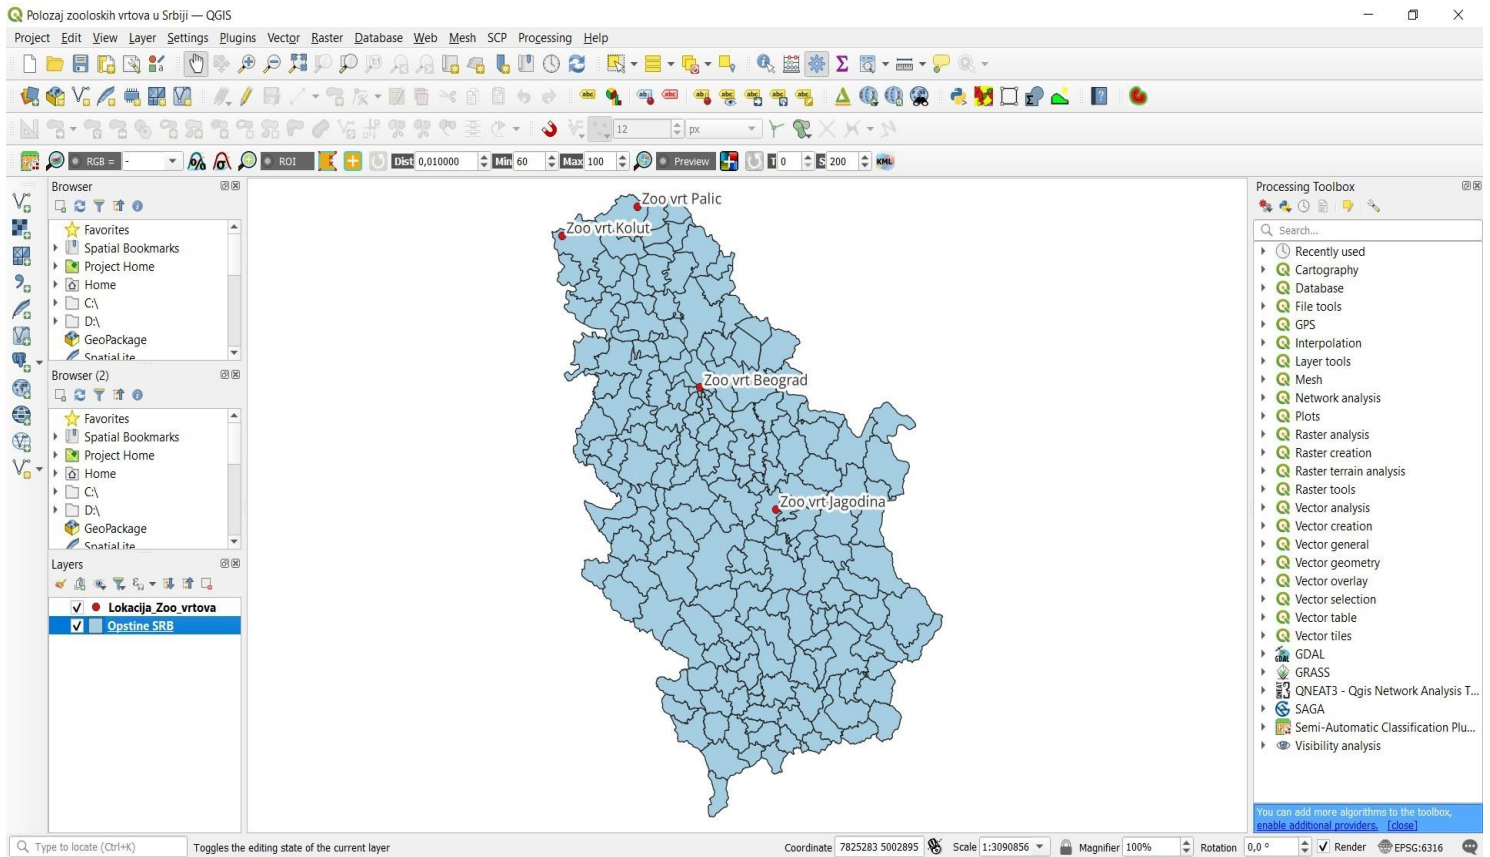 Polozaj zooloskih vrtova u Srbiji — QGIS
Project Edit View Layer Settings Plugins Vector Raster Database Web Mesh SCP Processing Help
12 px
RGB = - ROI Dist 0,010000 Min 60 Max 100 Preview T 0 S 200 KML
Browser
Favorites
Spatial Bookmarks
Project Home
Home
C:\
D:\
GeoPackage
SpatiaLite
Browser (2)
Favorites
Spatial Bookmarks
Project Home
Home
C:\
D:\
GeoPackage
SpatiaLite
Layers
Lokacija_Zoo_vrtova
Opstine SRB
Zoo vrt Palic
Zoo vrt Kolut
Zoo vrt Beograd
Zoo vrt Jagodina
Processing Toolbox
Search...
Recently used
Cartography
Database
File tools
GPS
Interpolation
Layer tools
Mesh
Network analysis
Plots
Raster analysis
Raster creation
Raster terrain analysis
Raster tools
Vector analysis
Vector creation
Vector general
Vector geometry
Vector overlay
Vector selection
Vector table
Vector tiles
GDAL
GRASS
QNEAT3 - Qgis Network Analysis T...
SAGA
Semi-Automatic Classification Plu...
Visibility analysis
You can add more algorithms to the toolbox,
enable additional providers. [close]
Type to locate (Ctrl+K) Toggles the editing state of the current layer Coordinate 7825283 5002895 Scale 1:3090856 Magnifier 100% Rotation 0,0 ° Render EPSG:6316